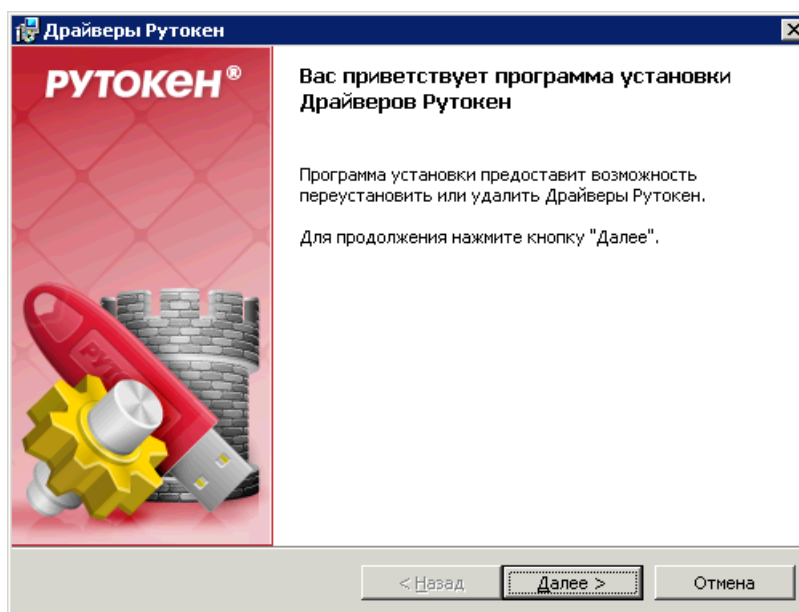 Драйверы Рутокен
РУТОКЕН®
Вас приветствует программа установки
Драйверов Рутокен
Программа установки предоставит возможность
переустановить или удалить Драйверы Рутокен.
Для продолжения нажмите кнопку "Далее".
< Назад
Далее >
Отмена